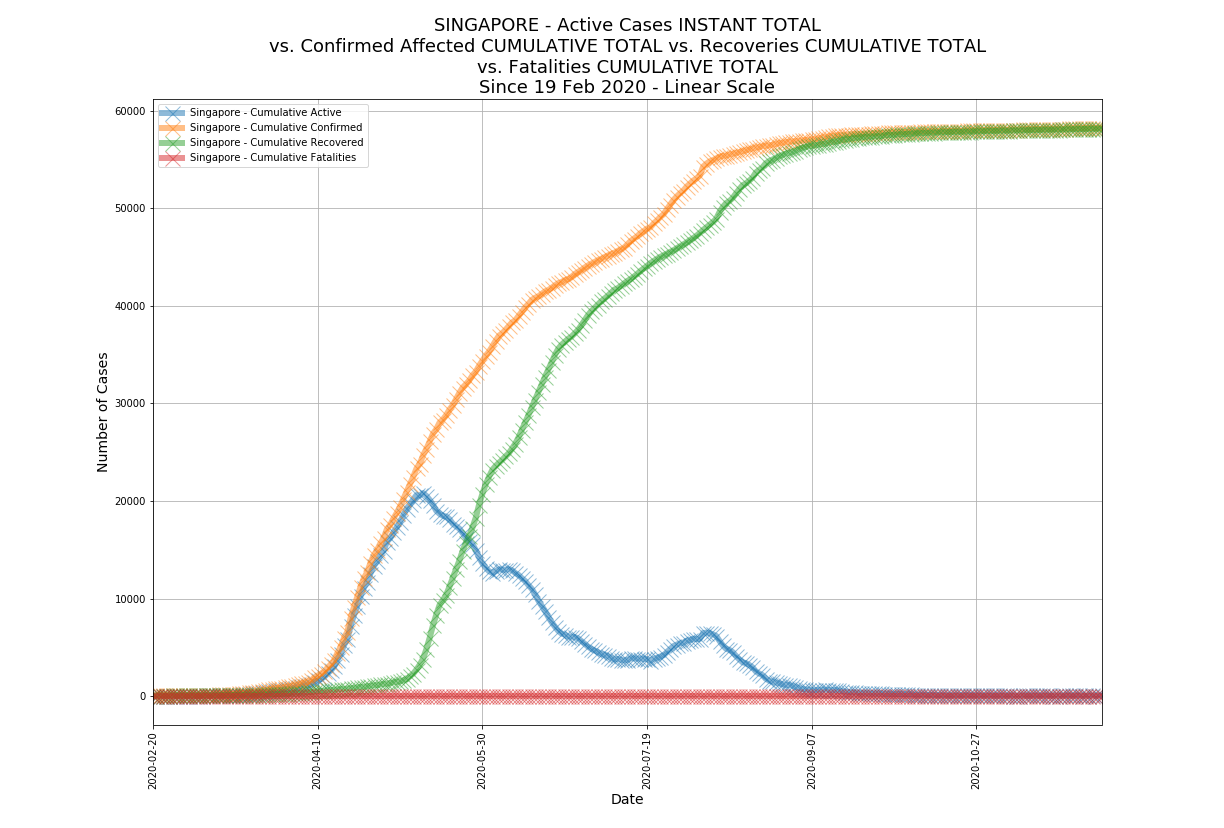 SINGAPORE - Active Cases INSTANT TOTAL
vs. Confirmed Affected CUMULATIVE TOTAL vs. Recoveries CUMULATIVE TOTAL
vs. Fatalities CUMULATIVE TOTAL
Since 19 Feb 2020 - Linear Scale
Singapore - Cumulative Active
Singapore - Cumulative Confirmed
Singapore - Cumulative Recovered
Singapore - Cumulative Fatalities
Number of Cases
60000
50000
40000
30000
20000
10000
0
2020-02-20
2020-04-10
2020-05-30
2020-07-19
2020-09-07
2020-10-27
Date